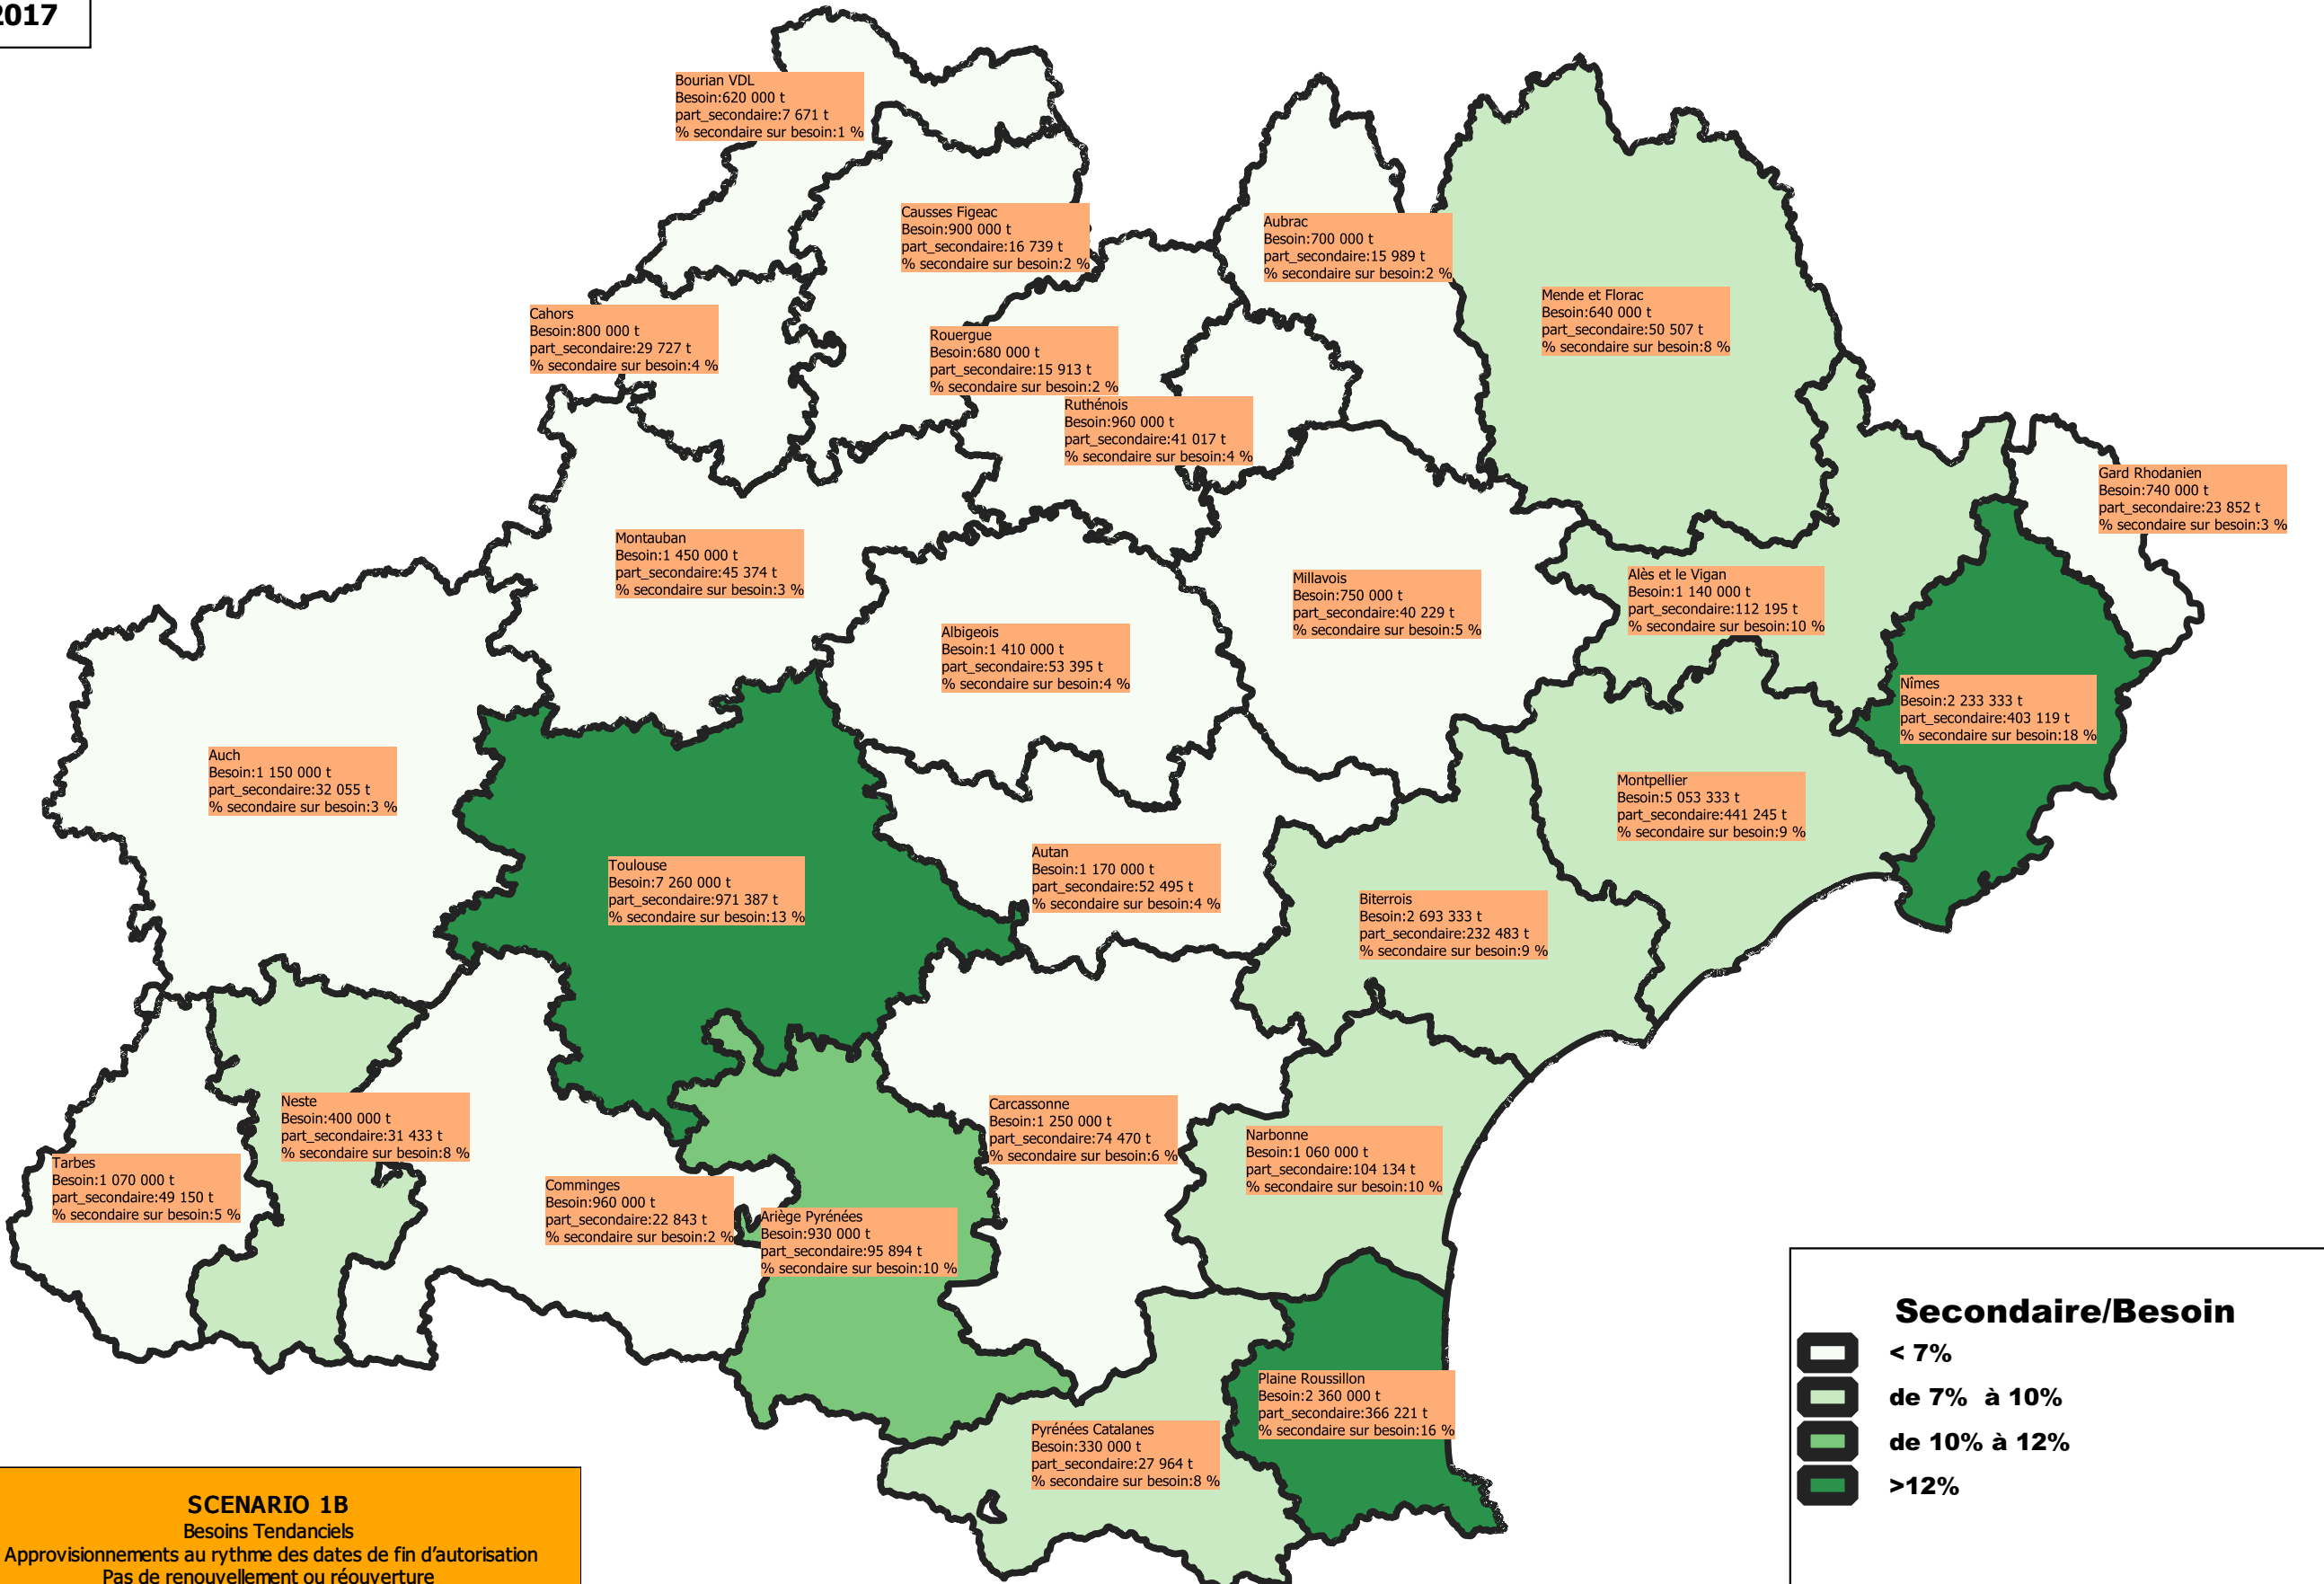 2017
Bourian VDL
Besoin:620 000 t
part_secondaire:7 671 t
% secondaire sur besoin:1 %
Causses Figeac
Besoin:900 000 t
part_secondaire:16 739 t
% secondaire sur besoin:2 %
Aubrac
Besoin:700 000 t
part_secondaire:15 989 t
% secondaire sur besoin:2 %
Mende et Florac
Besoin:640 000 t
part_secondaire:50 507 t
% secondaire sur besoin:8 %
Cahors
Besoin:800 000 t
part_secondaire:29 727 t
% secondaire sur besoin:4 %
Rouergue
Besoin:680 000 t
part_secondaire:15 913 t
% secondaire sur besoin:2 %
Ruthénois
Besoin:960 000 t
part_secondaire:41 017 t
% secondaire sur besoin:4 %
Gard Rhodanien
Besoin:740 000 t
part_secondaire:23 852 t
% secondaire sur besoin:3 %
Montauban
Besoin:1 450 000 t
part_secondaire:45 374 t
% secondaire sur besoin:3 %
Millavois
Besoin:750 000 t
part_secondaire:40 229 t
% secondaire sur besoin:5 %
Alès et le Vigan
Besoin:1 140 000 t
part_secondaire:112 195 t
% secondaire sur besoin:10 %
Albigeois
Besoin:1 410 000 t
part_secondaire:53 395 t
% secondaire sur besoin:4 %
Nîmes
Besoin:2 233 333 t
part_secondaire:403 119 t
% secondaire sur besoin:18 %
Auch
Besoin:1 150 000 t
part_secondaire:32 055 t
% secondaire sur besoin:3 %
Montpellier
Besoin:5 053 333 t
part_secondaire:441 245 t
% secondaire sur besoin:9 %
Toulouse
Besoin:7 260 000 t
part_secondaire:971 387 t
% secondaire sur besoin:13 %
Autan
Besoin:1 170 000 t
part_secondaire:52 495 t
% secondaire sur besoin:4 %
Biterrois
Besoin:2 693 333 t
part_secondaire:232 483 t
% secondaire sur besoin:9 %
Neste
Besoin:400 000 t
part_secondaire:31 433 t
% secondaire sur besoin:8 %
Carcassonne
Besoin:1 250 000 t
part_secondaire:74 470 t
% secondaire sur besoin:6 %
Narbonne
Besoin:1 060 000 t
part_secondaire:104 134 t
% secondaire sur besoin:10 %
Tarbes
Besoin:1 070 000 t
part_secondaire:49 150 t
% secondaire sur besoin:5 %
Comminges
Besoin:960 000 t
part_secondaire:22 843 t
% secondaire sur besoin:2 %
Ariège Pyrénées
Besoin:930 000 t
part_secondaire:95 894 t
% secondaire sur besoin:10 %
Plaine Roussillon
Besoin:2 360 000 t
part_secondaire:366 221 t
% secondaire sur besoin:16 %
Pyrénées Catalanes
Besoin:330 000 t
part_secondaire:27 964 t
% secondaire sur besoin:8 %
Secondaire/Besoin
< 7%
de 7% à 10%
de 10% à 12%
>12%
SCENARIO 1B
Besoins Tendanciels
Approvisionnements au rythme des dates de fin d'autorisation
Pas de renouvellement ou réouverture